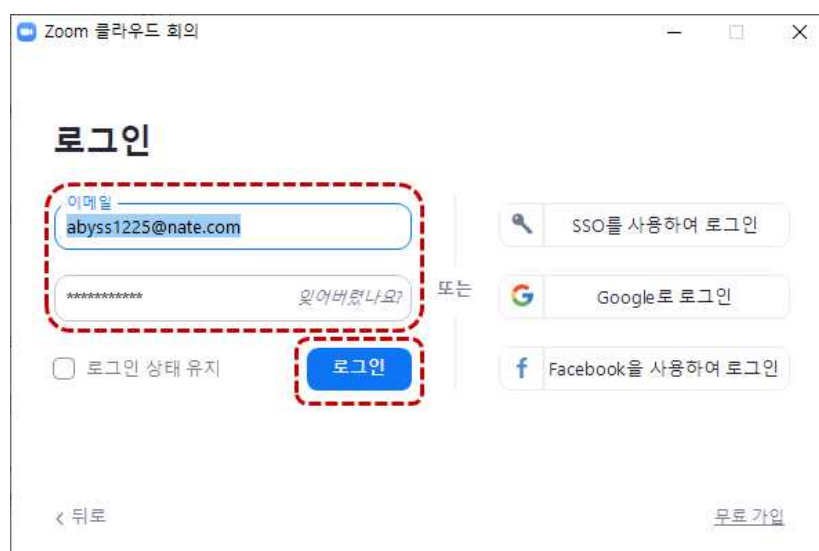 Zoom 클라우드 회의
로그인
이메일
abyss1225@nate.com
***********
잊어버렸나요?
로그인 상태 유지
로그인
또는
SSO를 사용하여 로그인
Google로 로그인
Facebook을 사용하여 로그인
뒤로
무료 가입